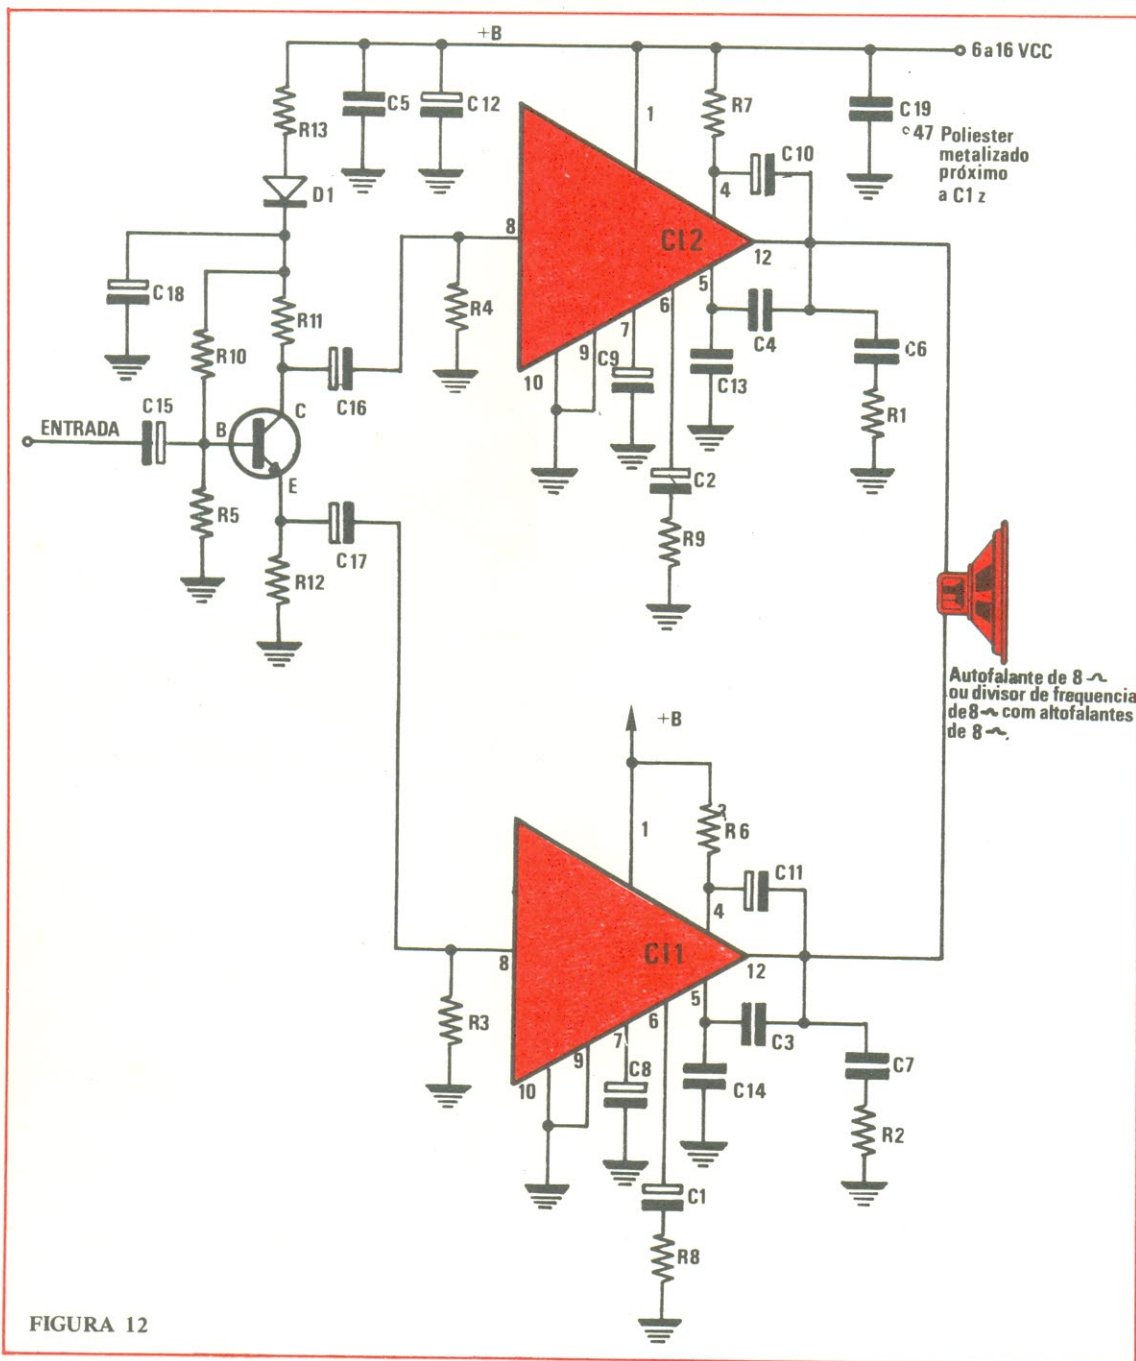 +B
6 a 16 VCC
R13
C5
C12
1
R7
C19
47 Poliester
metalizado
próximo
a C1 z
C10
D1
4
8
CI2
12
C18
R11
R4
5
6
R10
7
C9
9
10
C4
C6
C13
C15
C16
R1
ENTRADA
B
C
E
C2
R5
C17
R9
R12
Autofalante de 8
ou divisor de frequencia
de 8 com altofalantes
de 8
+B
1
R6
C11
4
8
CI1
12
5
6
R3
7
9
C3
10
C8
C14
C7
R2
C1
R8
FIGURA 12